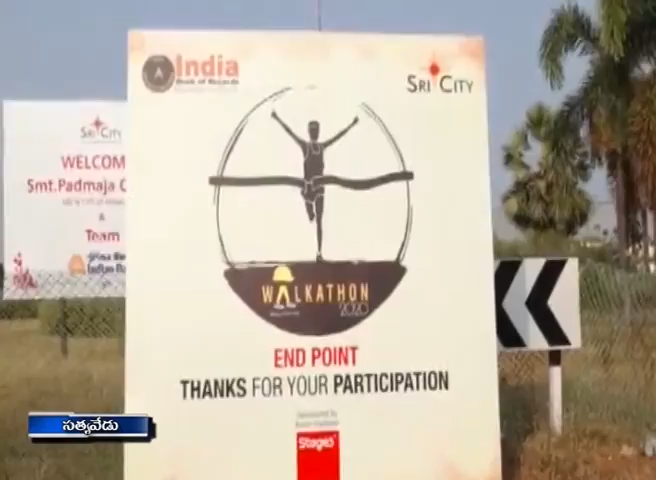 India
Book of Records
SRI CITY
WALKATHON
2020
END POINT
THANKS FOR YOUR PARTICIPATION
Stage3
SRI CITY
WELCOM
Smt.Padmaja
&
Team
సత్యవేడు